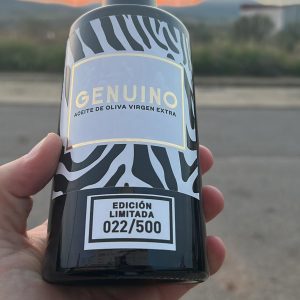 GENUINO
ACEITE DE OLIVA VIRGEN EXTRA
EDICIÓN
LIMITADA
022/500